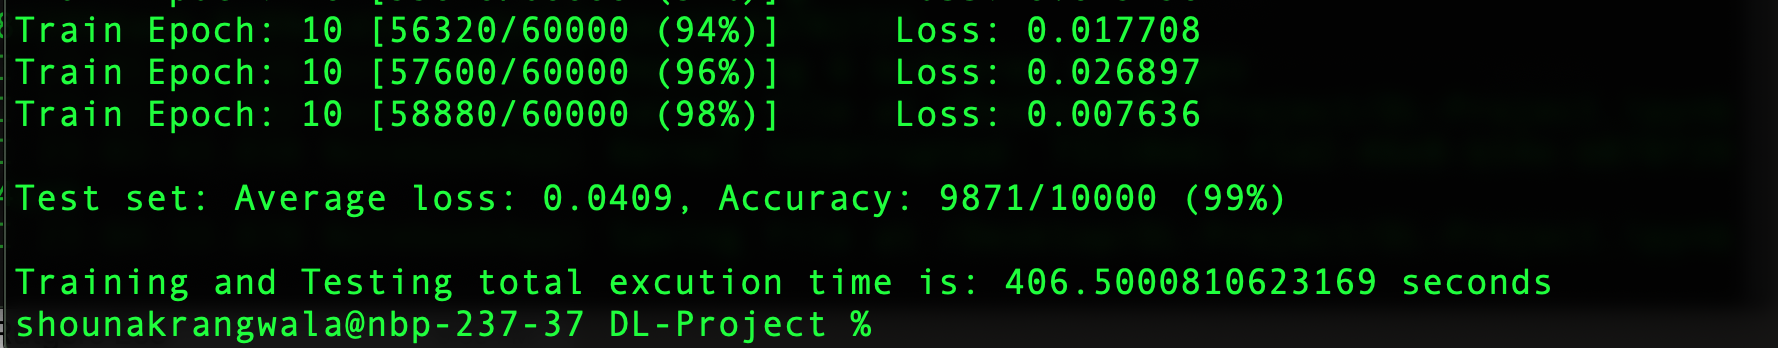 Train Epoch: 10 [56320/60000 (94%)]     Loss: 0.017708
Train Epoch: 10 [57600/60000 (96%)]     Loss: 0.026897
Train Epoch: 10 [58880/60000 (98%)]     Loss: 0.007636
Test set: Average loss: 0.0409, Accuracy: 9871/10000 (99%)
Training and Testing total excution time is: 406.5000810623169 seconds
shounakrangwala@nbp-237-37 DL-Project %